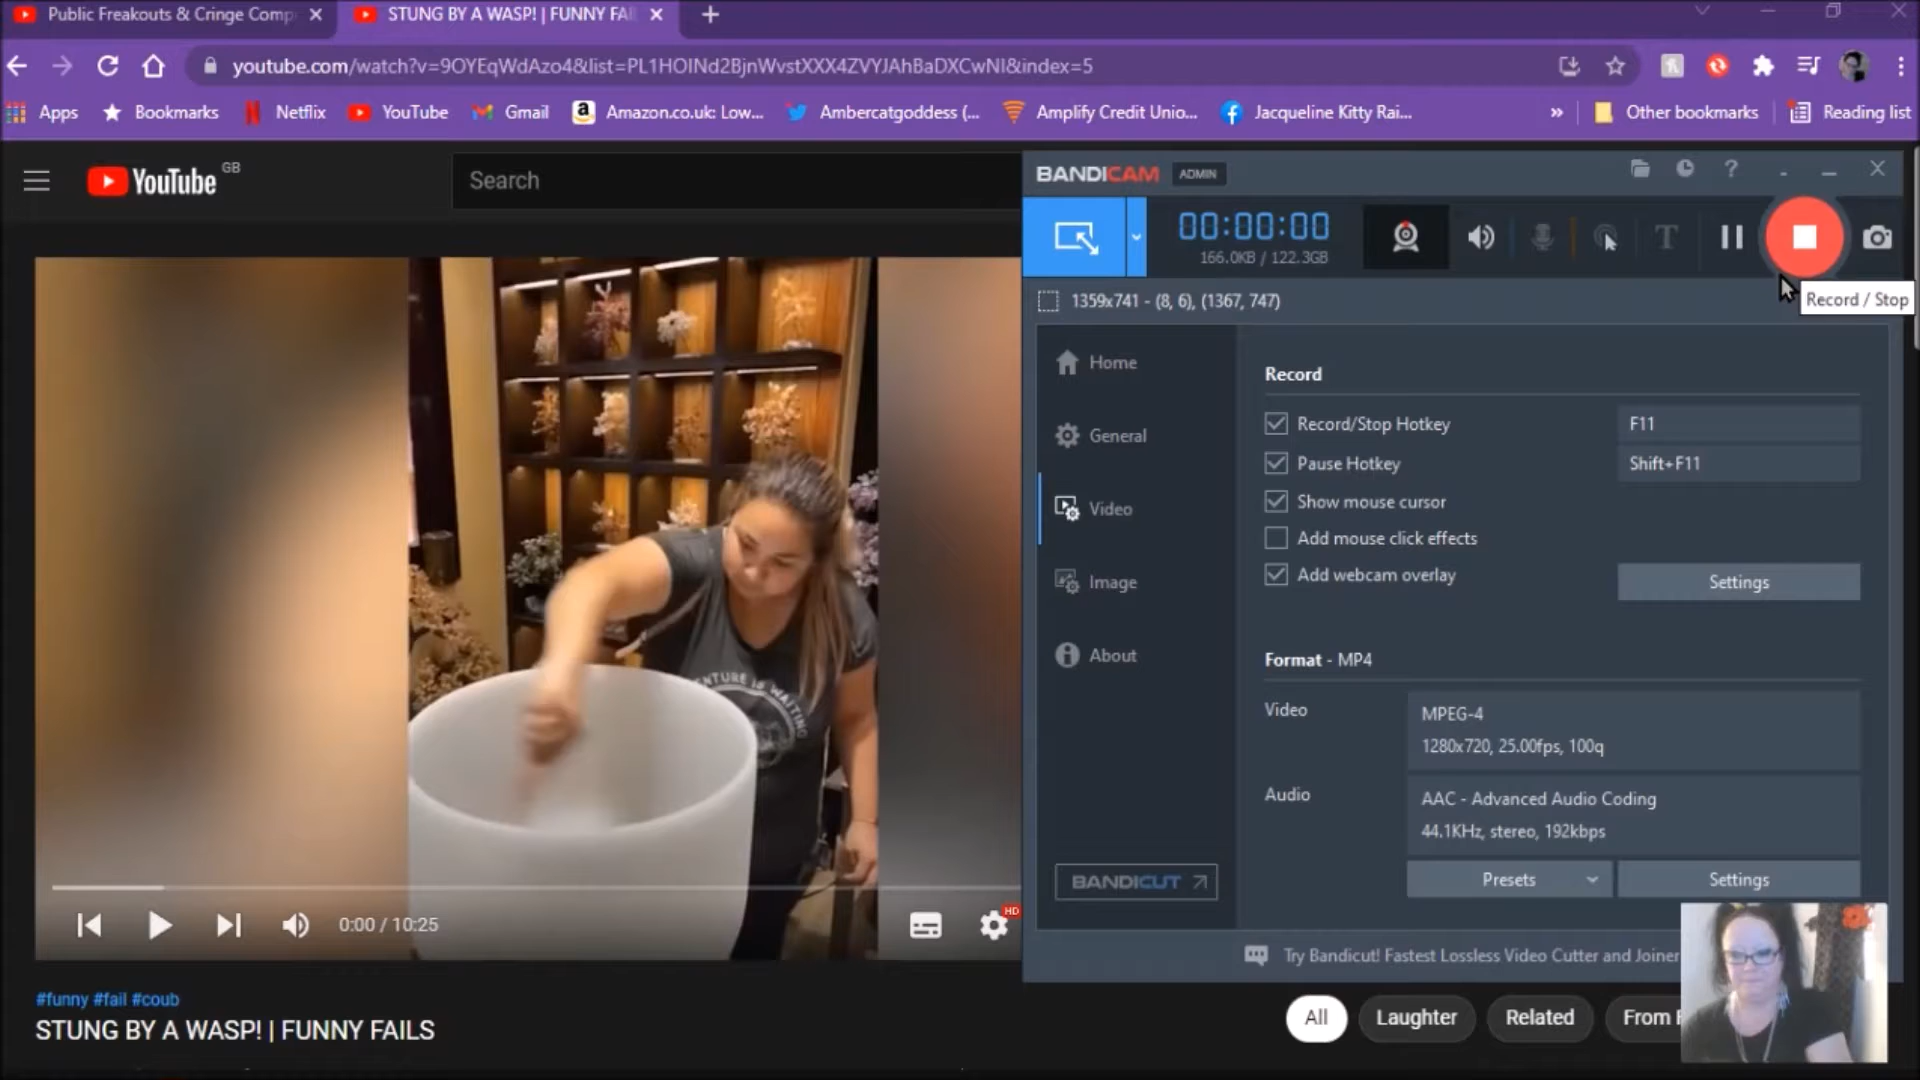 Public Freakouts & Cringe Comp
STUNG BY A WASP! | FUNNY FAI
youtube.com/watch?v=9OYEqWdAzo4&list=PL1HOINd2BjnWvstXXX4ZVYJAhBaDXCwNI&index=5
Apps
Bookmarks
Netflix
YouTube
Gmail
Amazon.co.uk: Low...
Ambercatgoddess (...
Amplify Credit Unio...
Jacqueline Kitty Rai...
»
Other bookmarks
Reading list
YouTube GB
Search
BANDICAM ADMIN
00:00:00
166.0KB / 122.3GB
Record / Stop
1359x741 - (8, 6), (1367, 747)
Home
General
Video
Image
About
BANDICUT
Record
Record/Stop Hotkey F11
Pause Hotkey Shift+F11
Show mouse cursor
Add mouse click effects
Add webcam overlay Settings
Format - MP4
Video MPEG-4
1280x720, 25.00fps, 100q
Audio AAC - Advanced Audio Coding
44.1KHz, stereo, 192kbps
Presets Settings
Try Bandicut! Fastest Lossless Video Cutter and Joiner
ENTURE IS WAITING
0:00 / 10:25
HD
#funny #fail #coub
STUNG BY A WASP! | FUNNY FAILS
All
Laughter
Related
From